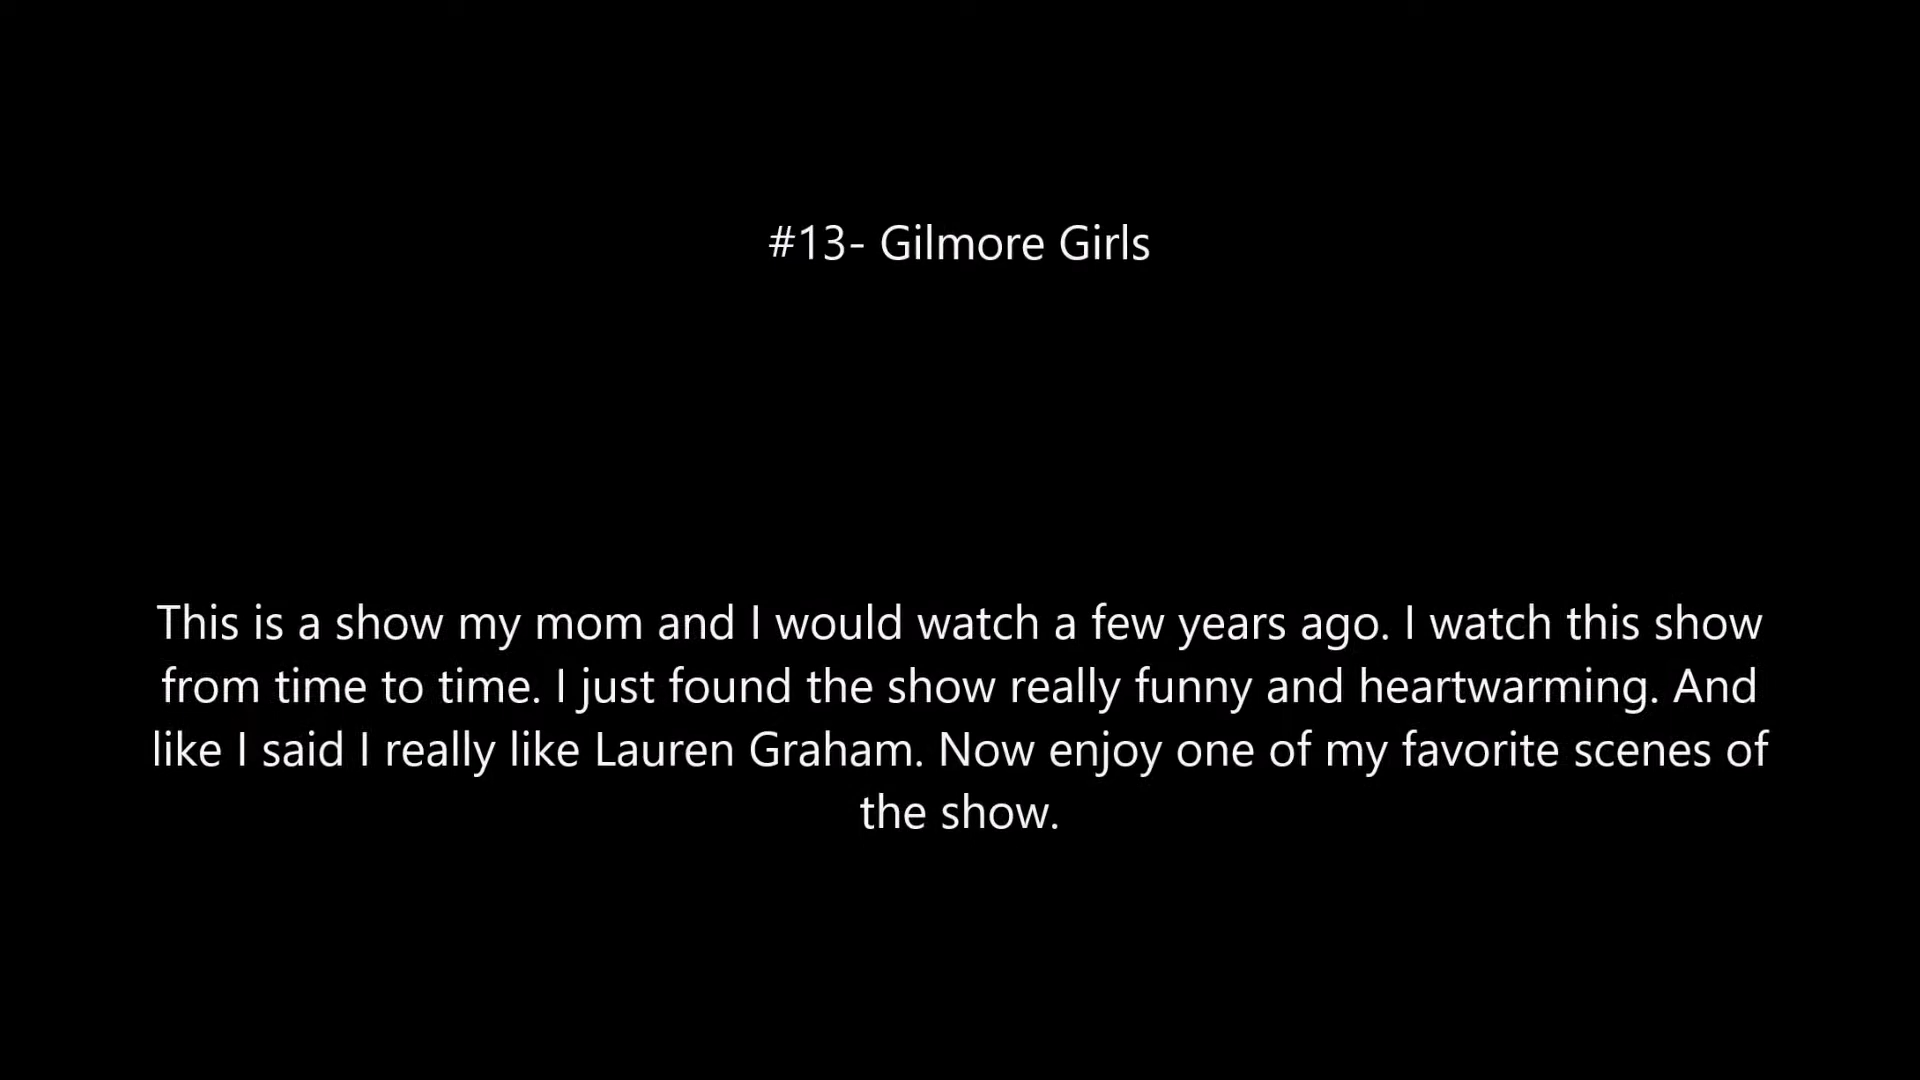 #13- Gilmore Girls
This is a show my mom and I would watch a few years ago. I watch this show
from time to time. I just found the show really funny and heartwarming. And
like I said I really like Lauren Graham. Now enjoy one of my favorite scenes of
the show.